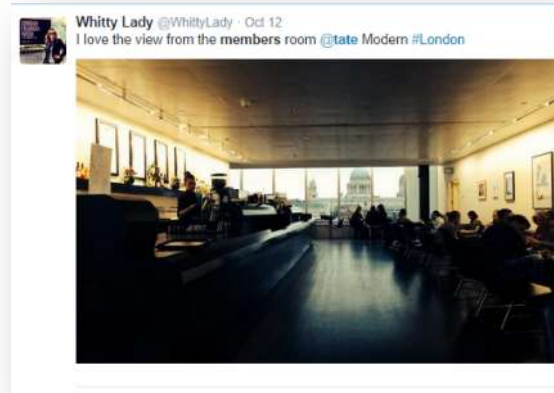 Whitty Lady @WhittyLady · Oct 12
I love the view from the members room @tate Modern #London